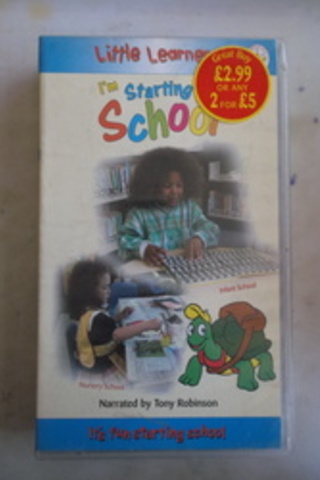 Little Learne
Great Buy
£2.99
OR ANY
2 FOR £5
I'm Starting
School
Infant School
Nursery School
Narrated by Tony Robinson
It's fun starting school